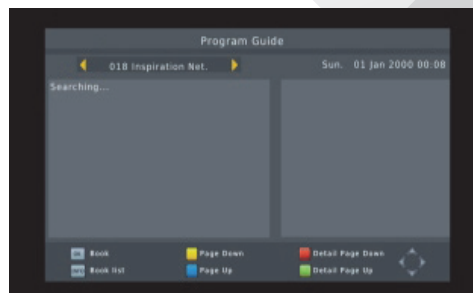 Program Guide
018 Inspiration Net.
Sun. 01 Jan 2000 00:08
Searching...
Book
Page Down
Detail Page Down
Book list
Page Up
Detail Page Up